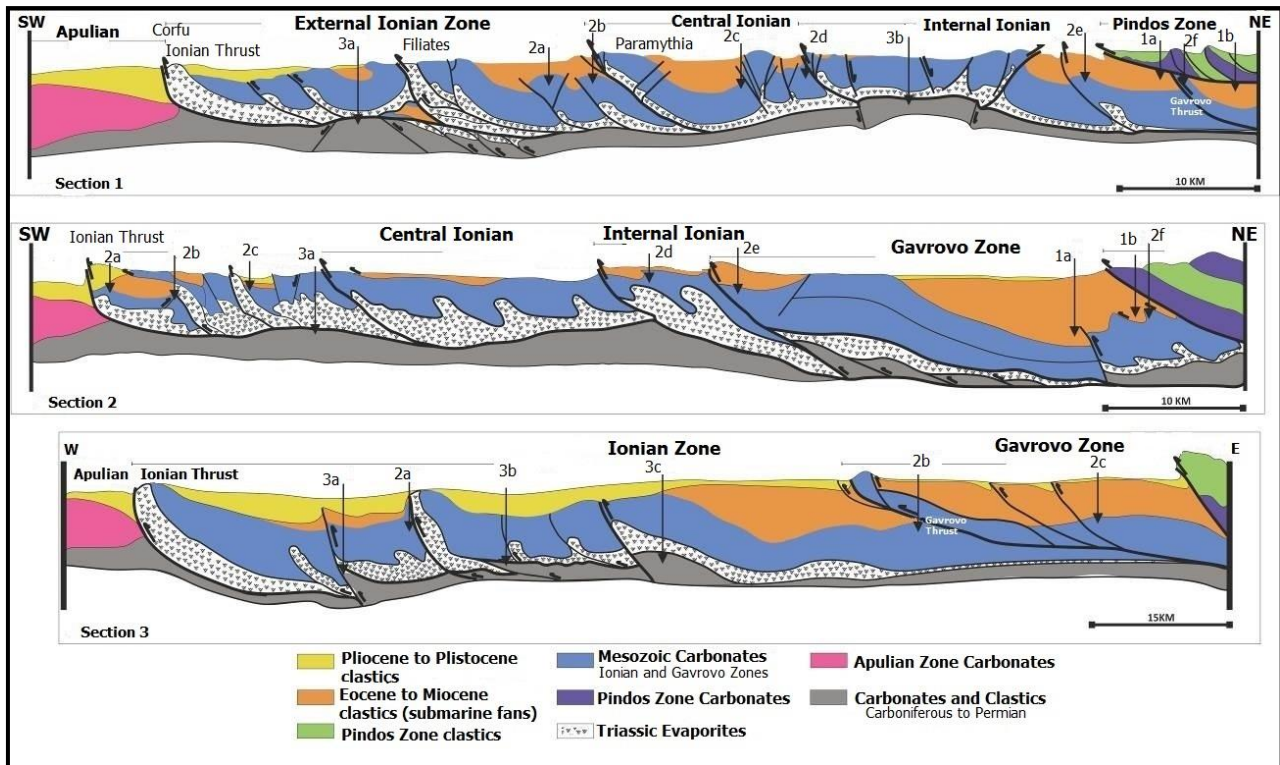 SW
External Ionian Zone
Central Ionian
Internal Ionian
Pindos Zone
NE
Apulian
Corfu
Ionian Thrust
3a
Filiates
2a
2b
Paramythia
2c
2d
3b
2e
1a
2f
1b
Gavrovo
Thrust
Section 1
10 KM
SW
Ionian Thrust
Central Ionian
Internal Ionian
Gavrovo Zone
NE
2a
2b
2c
3a
2d
2e
1a
1b
2f
Section 2
10 KM
W
Ionian Zone
Gavrovo Zone
E
Apulian
Ionian Thrust
3a
2a
3b
3c
2b
2c
Gavrovo
Thrust
Section 3
15KM
Pliocene to Plistocene
clastics
Eocene to Miocene
clastics (submarine fans)
Pindos Zone clastics
Mesozoic Carbonates
Ionian and Gavrovo Zones
Pindos Zone Carbonates
Triassic Evaporites
Apulian Zone Carbonates
Carbonates and Clastics
Carboniferous to Permian